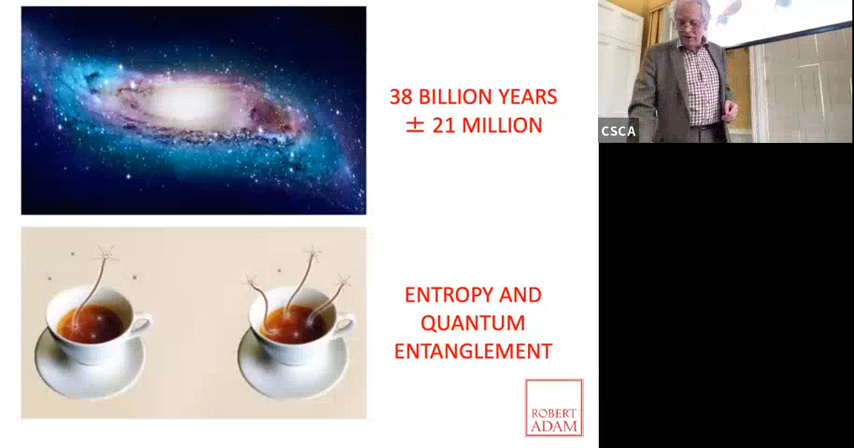 38 BILLION YEARS
± 21 MILLION
CSCA
ENTROPY AND
QUANTUM
ENTANGLEMENT
ROBERT
ADAM